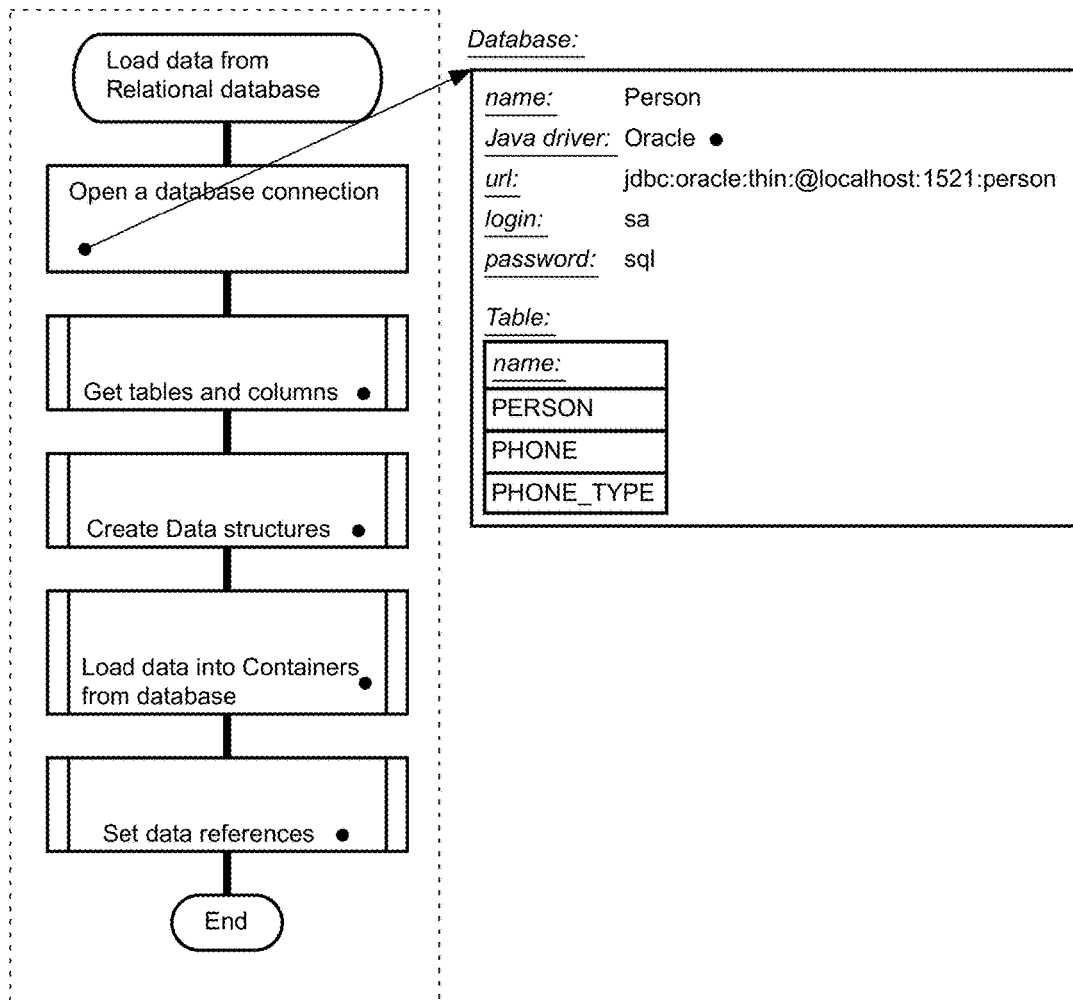 Load data from
Relational database
Open a database connection
Get tables and columns
Create Data structures
Load data into Containers
from database
Set data references
End
Database:
name: Person
Java driver: Oracle
url: jdbc:oracle:thin:@localhost:1521:person
login: sa
password: sql
Table:
name:
PERSON
PHONE
PHONE_TYPE